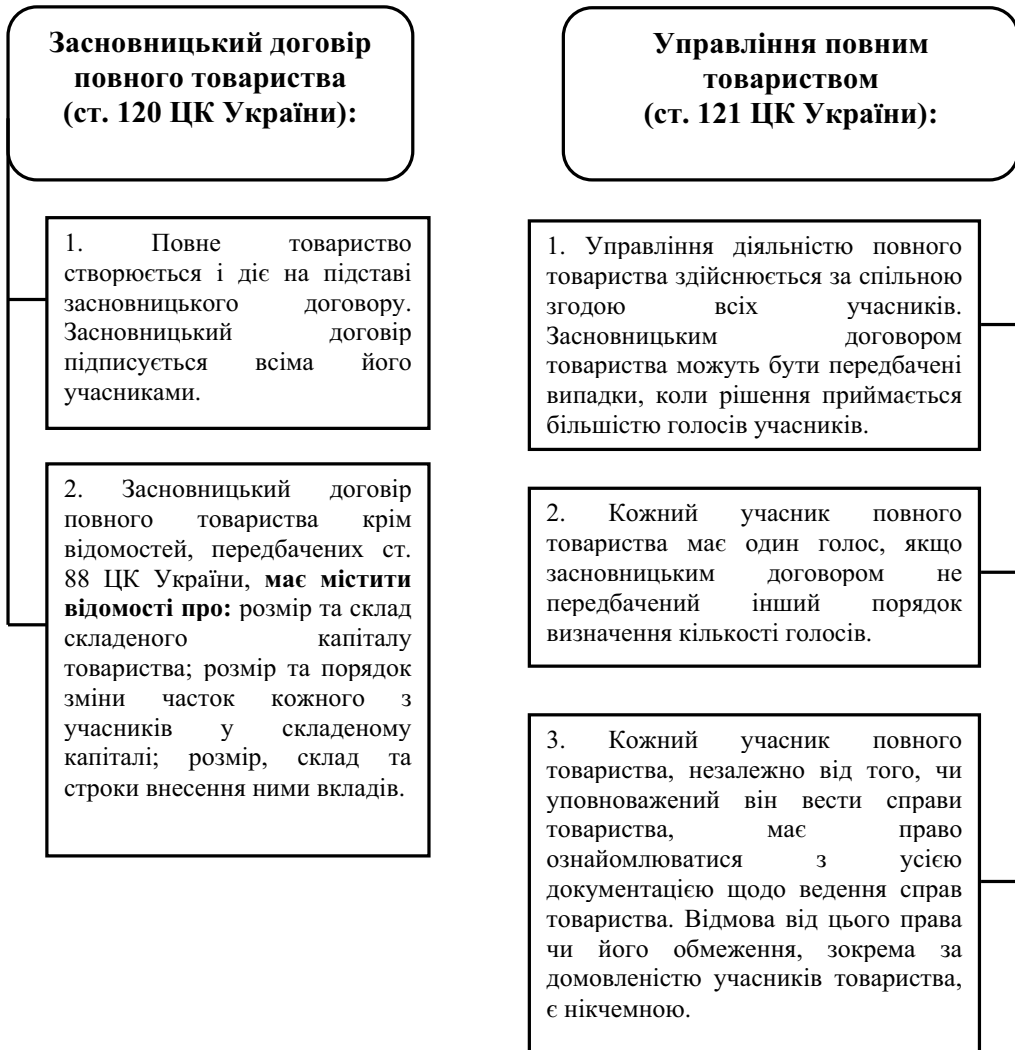 Засновницький договір
повного товариства
(ст. 120 ЦК України):
1. Повне товариство
створюється і діє на підставі
засновницького договору.
Засновницький договір
підписується всіма його
учасниками.
2. Засновницький договір
повного товариства крім
відомостей, передбачених ст.
88 ЦК України, має містити
відомості про: розмір та склад
складеного капіталу
товариства; розмір та порядок
зміни часток кожного з
учасників у складеному
капіталі; розмір, склад та
строки внесення ними вкладів.
Управління повним
товариством
(ст. 121 ЦК України):
1. Управління діяльністю повного
товариства здійснюється за спільною
згодою всіх учасників.
Засновницьким договором
товариства можуть бути передбачені
випадки, коли рішення приймається
більшістю голосів учасників.
2. Кожний учасник повного
товариства має один голос, якщо
засновницьким договором не
передбачений інший порядок
визначення кількості голосів.
3. Кожний учасник повного
товариства, незалежно від того, чи
уповноважений він вести справи
товариства, має право
ознайомлюватися з усією
документацією щодо ведення справ
товариства. Відмова від цього права
чи його обмеження, зокрема за
домовленістю учасників товариства,
є нікчемною.